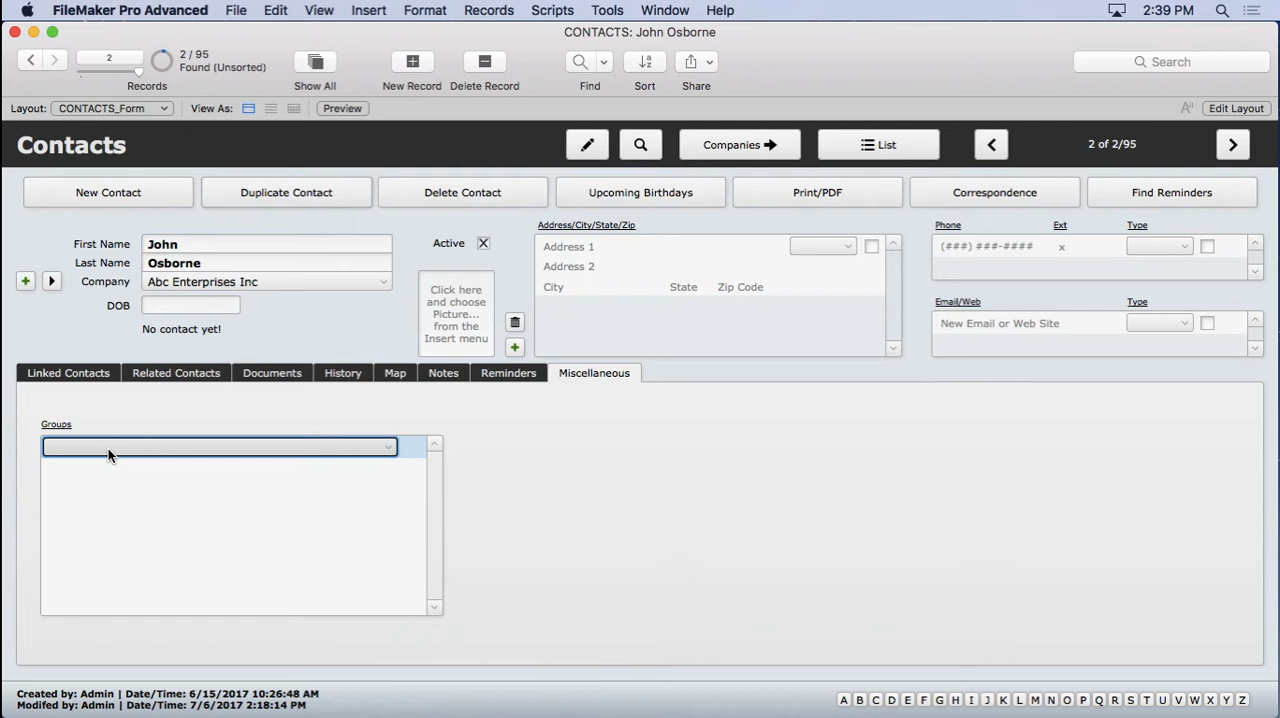 FileMaker Pro Advanced File Edit View Insert Format Records Scripts Tools Window Help 2:39 PM
CONTACTS: John Osborne
2 2 / 95 Found (Unsorted) Search
Records Show All New Record Delete Record Find Sort Share
Layout: CONTACTS_Form View As: Preview Edit Layout
Contacts Companies List 2 of 2/95
New Contact Duplicate Contact Delete Contact Upcoming Birthdays Print/PDF Correspondence Find Reminders
Address/City/State/Zip Phone Ext Type
First Name John Active Address 1 (###) ###-#### x
Last Name Osborne Address 2
Company Abc Enterprises Inc City State Zip Code
DOB Email/Web Type
No contact yet! New Email or Web Site
Click here
and choose
Picture...
from the
Insert menu
Linked Contacts Related Contacts Documents History Map Notes Reminders Miscellaneous
Groups
Created by: Admin | Date/Time: 6/15/2017 10:26:48 AM
Modifed by: Admin | Date/Time: 7/6/2017 2:18:14 PM
A B C D E F G H I J K L M N O P Q R S T U V W X Y Z